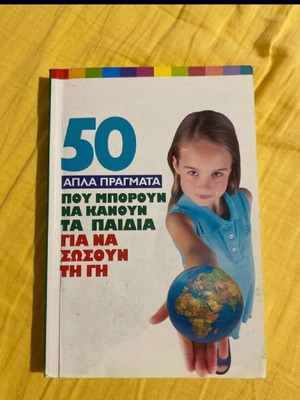 50
ΑΠΛΑ ΠΡΑΓΜΑΤΑ
ΠΟΥ ΜΠΟΡΟΥΝ
ΝΑ ΚΑΝΟΥΝ
ΤΑ ΠΑΙΔΙΑ
ΓΙΑ ΝΑ
ΣΩΣΟΥΝ
ΤΗ ΓΗ